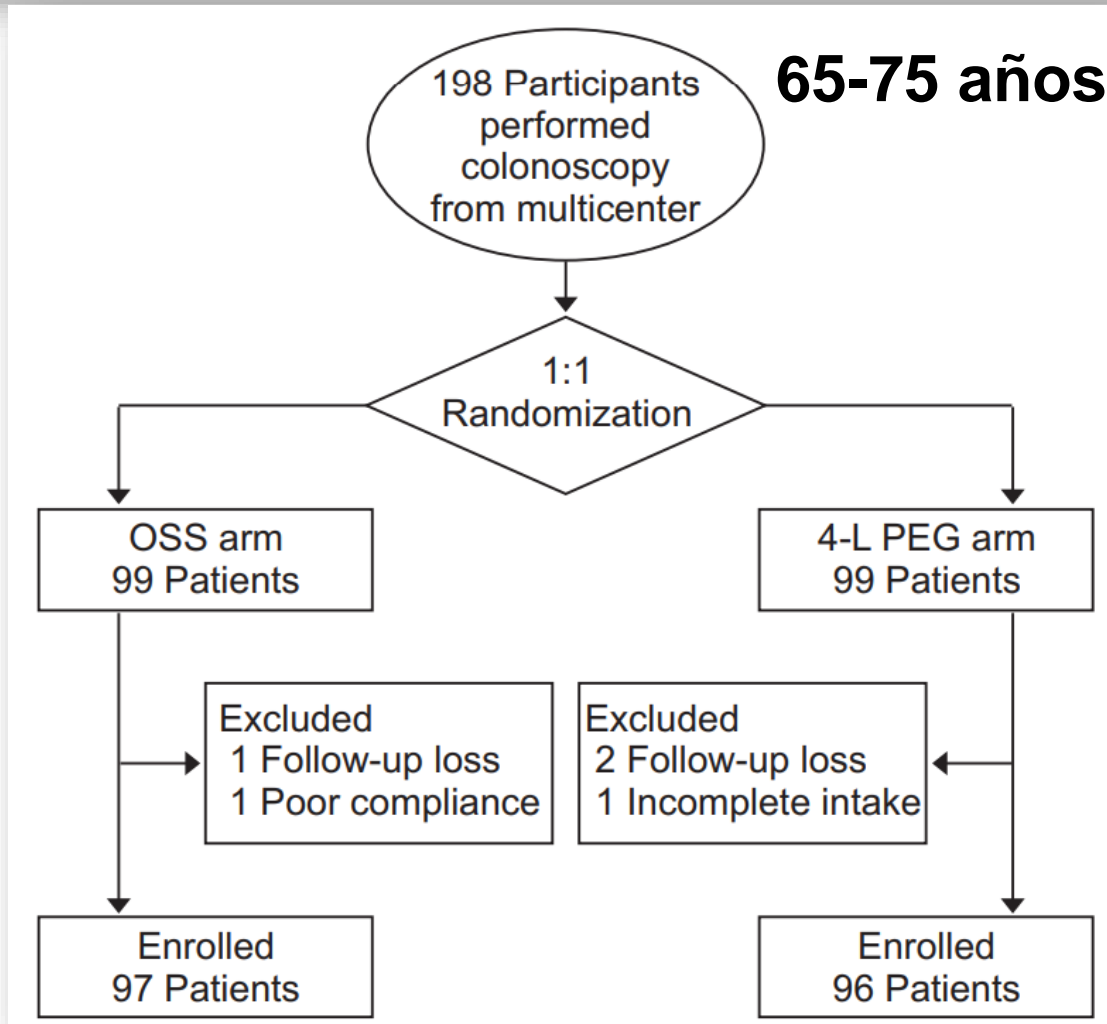 198 Participants
performed
colonoscopy
from multicenter
65-75 años
1:1
Randomization
OSS arm
99 Patients
4-L PEG arm
99 Patients
Excluded
1 Follow-up loss
1 Poor compliance
Excluded
2 Follow-up loss
1 Incomplete intake
Enrolled
97 Patients
Enrolled
96 Patients